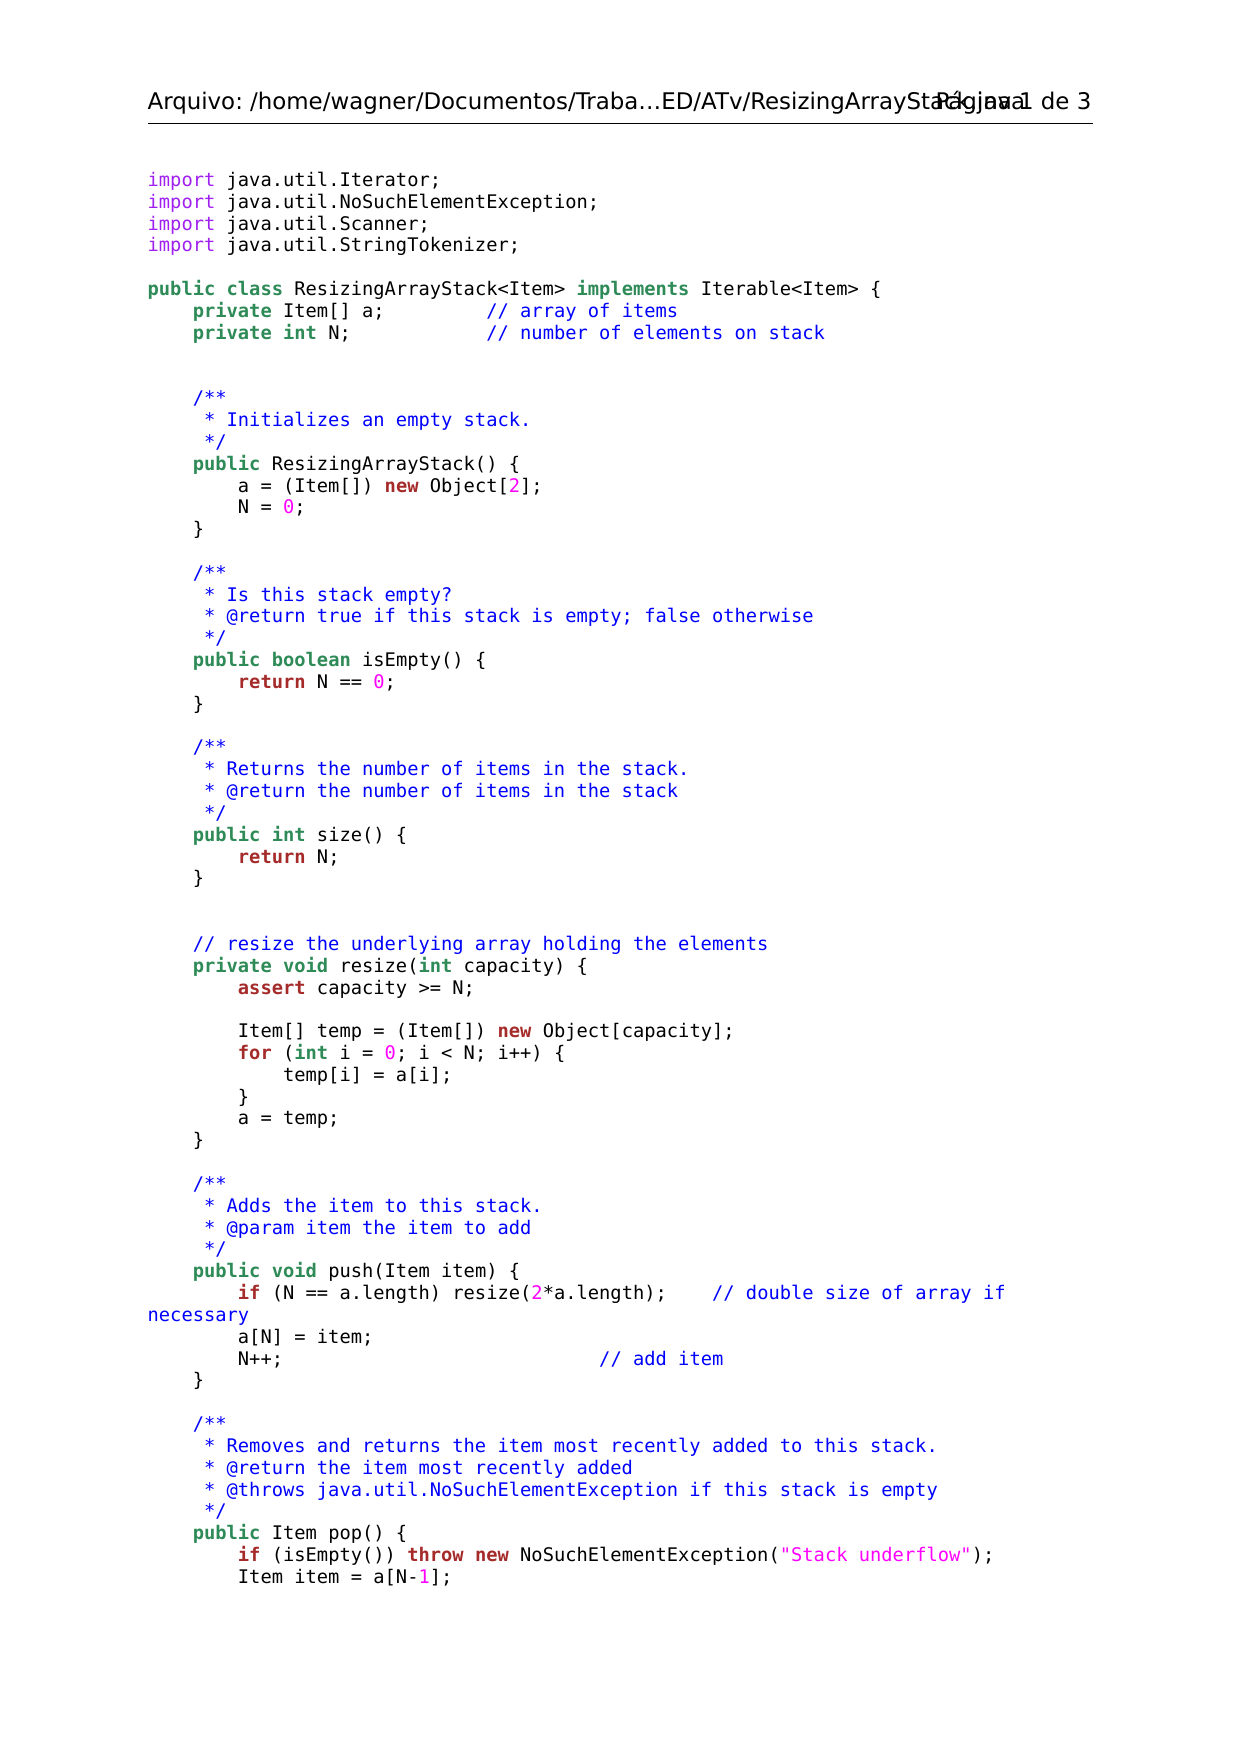 Arquivo: /home/wagner/Documentos/Traba…ED/ATv/ResizingArrayStack.java Página 1 de 3
import java.util.Iterator;
import java.util.NoSuchElementException;
import java.util.Scanner;
import java.util.StringTokenizer;

public class ResizingArrayStack<Item> implements Iterable<Item> {
    private Item[] a;         // array of items
    private int N;            // number of elements on stack


    /**
     * Initializes an empty stack.
     */
    public ResizingArrayStack() {
        a = (Item[]) new Object[2];
        N = 0;
    }

    /**
     * Is this stack empty?
     * @return true if this stack is empty; false otherwise
     */
    public boolean isEmpty() {
        return N == 0;
    }

    /**
     * Returns the number of items in the stack.
     * @return the number of items in the stack
     */
    public int size() {
        return N;
    }


    // resize the underlying array holding the elements
    private void resize(int capacity) {
        assert capacity >= N;

        Item[] temp = (Item[]) new Object[capacity];
        for (int i = 0; i < N; i++) {
            temp[i] = a[i];
        }
        a = temp;
    }

    /**
     * Adds the item to this stack.
     * @param item the item to add
     */
    public void push(Item item) {
        if (N == a.length) resize(2*a.length);    // double size of array if
necessary
        a[N] = item;
        N++;                            // add item
    }

    /**
     * Removes and returns the item most recently added to this stack.
     * @return the item most recently added
     * @throws java.util.NoSuchElementException if this stack is empty
     */
    public Item pop() {
        if (isEmpty()) throw new NoSuchElementException("Stack underflow");
        Item item = a[N-1];